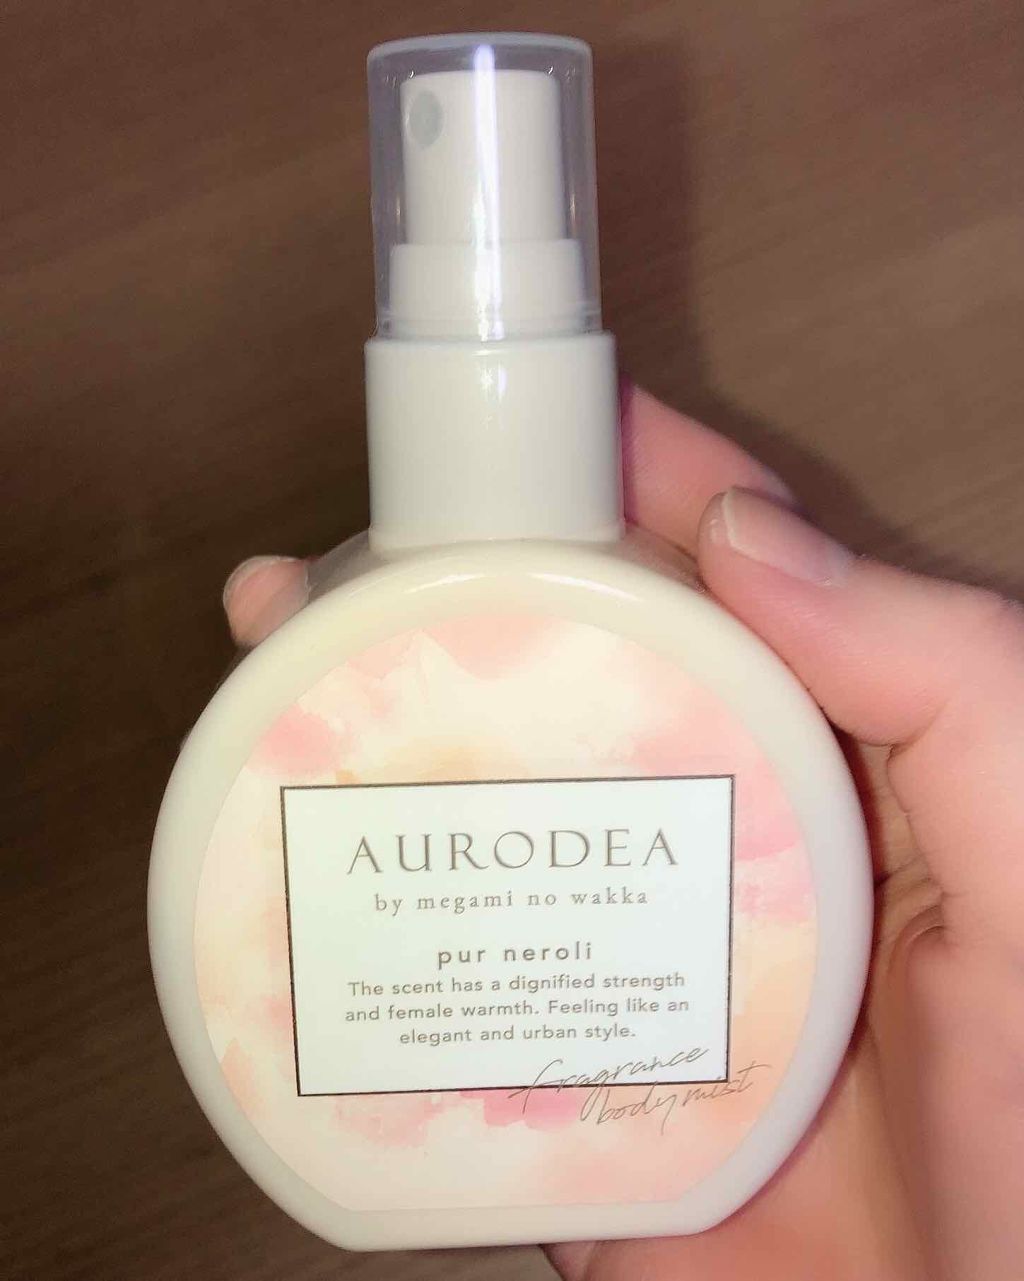 AURODEA
by megami no wakka
pur neroli
The scent has a dignified strength
and female warmth. Feeling like an
elegant and urban style.
fragrance
body mist